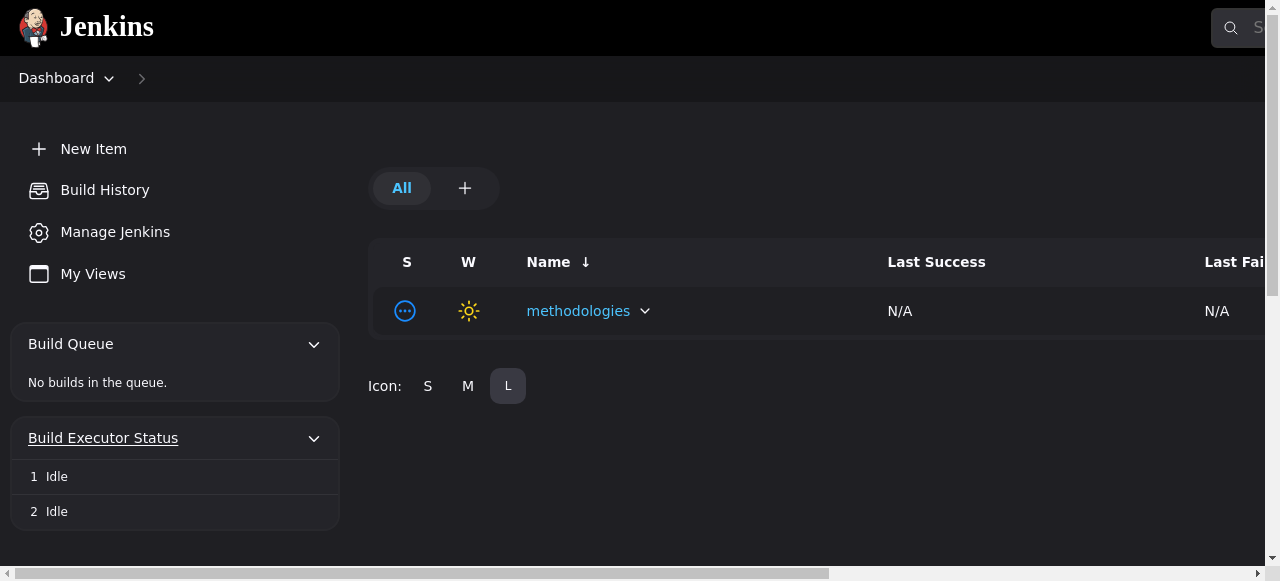 Jenkins
Dashboard
New Item
Build History
Manage Jenkins
My Views
Build Queue
No builds in the queue.
Build Executor Status
1 Idle
2 Idle
All
S W Name ↓ Last Success Last Fai
methodologies N/A N/A
Icon: S M L